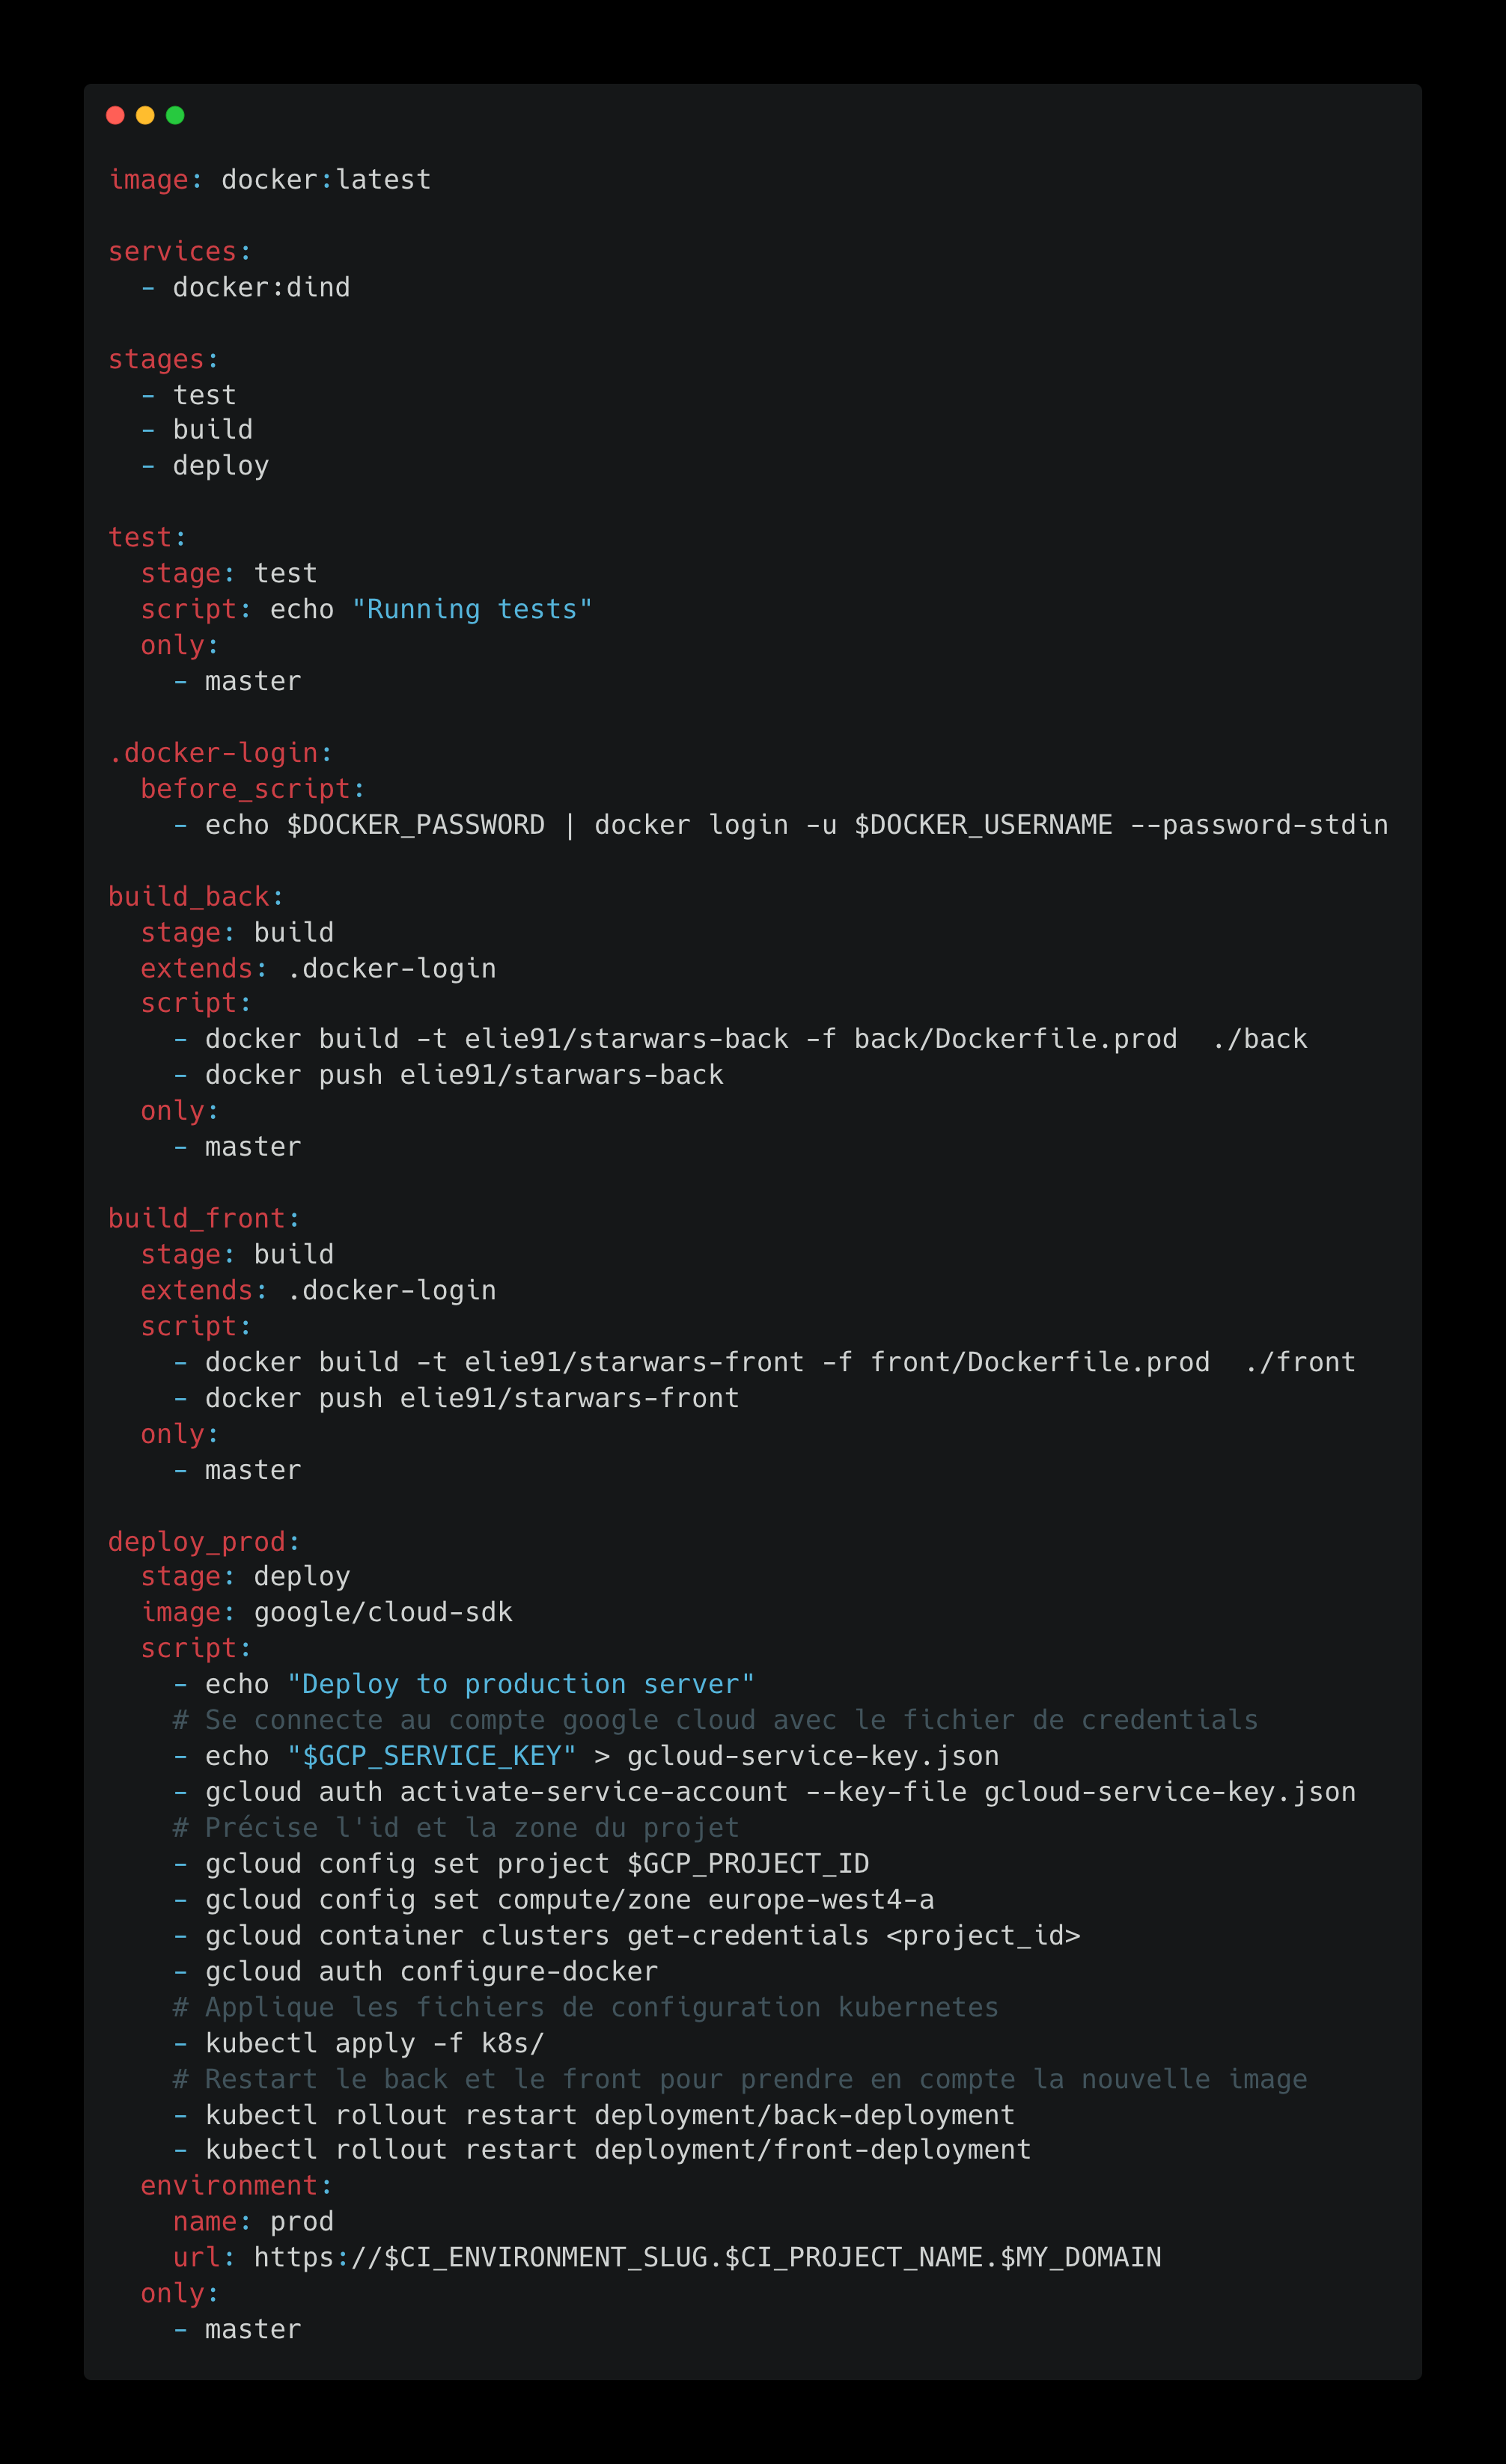 image: docker:latest

services:
  - docker:dind

stages:
  - test
  - build
  - deploy

test:
  stage: test
  script: echo "Running tests"
  only:
    - master

.docker-login:
  before_script:
    - echo $DOCKER_PASSWORD | docker login -u $DOCKER_USERNAME --password-stdin

build_back:
  stage: build
  extends: .docker-login
  script:
    - docker build -t elie91/starwars-back -f back/Dockerfile.prod  ./back
    - docker push elie91/starwars-back
  only:
    - master

build_front:
  stage: build
  extends: .docker-login
  script:
    - docker build -t elie91/starwars-front -f front/Dockerfile.prod  ./front
    - docker push elie91/starwars-front
  only:
    - master

deploy_prod:
  stage: deploy
  image: google/cloud-sdk
  script:
    - echo "Deploy to production server"
    # Se connecte au compte google cloud avec le fichier de credentials
    - echo "$GCP_SERVICE_KEY" > gcloud-service-key.json
    - gcloud auth activate-service-account --key-file gcloud-service-key.json
    # Précise l'id et la zone du projet
    - gcloud config set project $GCP_PROJECT_ID
    - gcloud config set compute/zone europe-west4-a
    - gcloud container clusters get-credentials <project_id>
    - gcloud auth configure-docker
    # Applique les fichiers de configuration kubernetes
    - kubectl apply -f k8s/
    # Restart le back et le front pour prendre en compte la nouvelle image
    - kubectl rollout restart deployment/back-deployment
    - kubectl rollout restart deployment/front-deployment
  environment:
    name: prod
    url: https://$CI_ENVIRONMENT_SLUG.$CI_PROJECT_NAME.$MY_DOMAIN
  only:
    - master